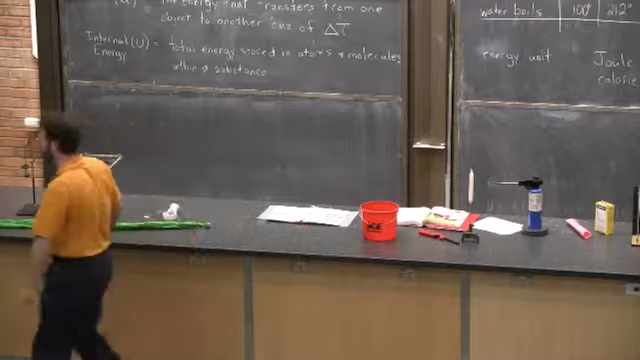 the energy that transfers from one
object to another 'cuz of ΔT
Internal (U) = total energy stored in atoms & molecules
Energy
within a substance
water boils 100° 212°
energy unit Joule
calorie